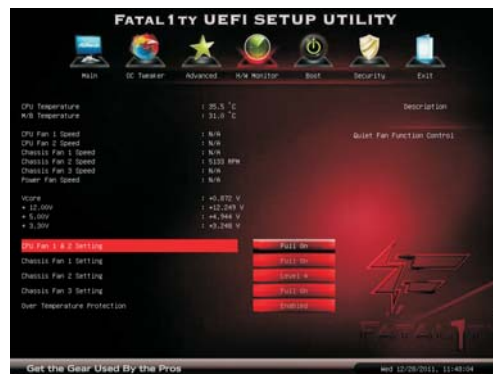 FATAL1TY UEFI SETUP UTILITY
Main OC Tweaker Advanced H/W Monitor Boot Security Exit
CPU Temperature : 35.5 °C
M/B Temperature : 31.0 °C
Description
CPU Fan 1 Speed : N/A
Quiet Fan Function Control
CPU Fan 2 Speed : N/A
Chassis Fan 1 Speed : N/A
Chassis Fan 2 Speed : 5133 RPM
Chassis Fan 3 Speed : N/A
Power Fan Speed : N/A
Vcore : +0.872 V
+ 12.00V : +12.249 V
+ 5.00V : +4.944 V
+ 3.30V : +3.248 V
CPU Fan 1 & 2 Setting Full On
Chassis Fan 1 Setting Full On
Chassis Fan 2 Setting Level 4
Chassis Fan 3 Setting Full On
Over Temperature Protection Enabled
FATAL1TY
Get the Gear Used By the Pros
Wed 12/28/2011, 11:48:04